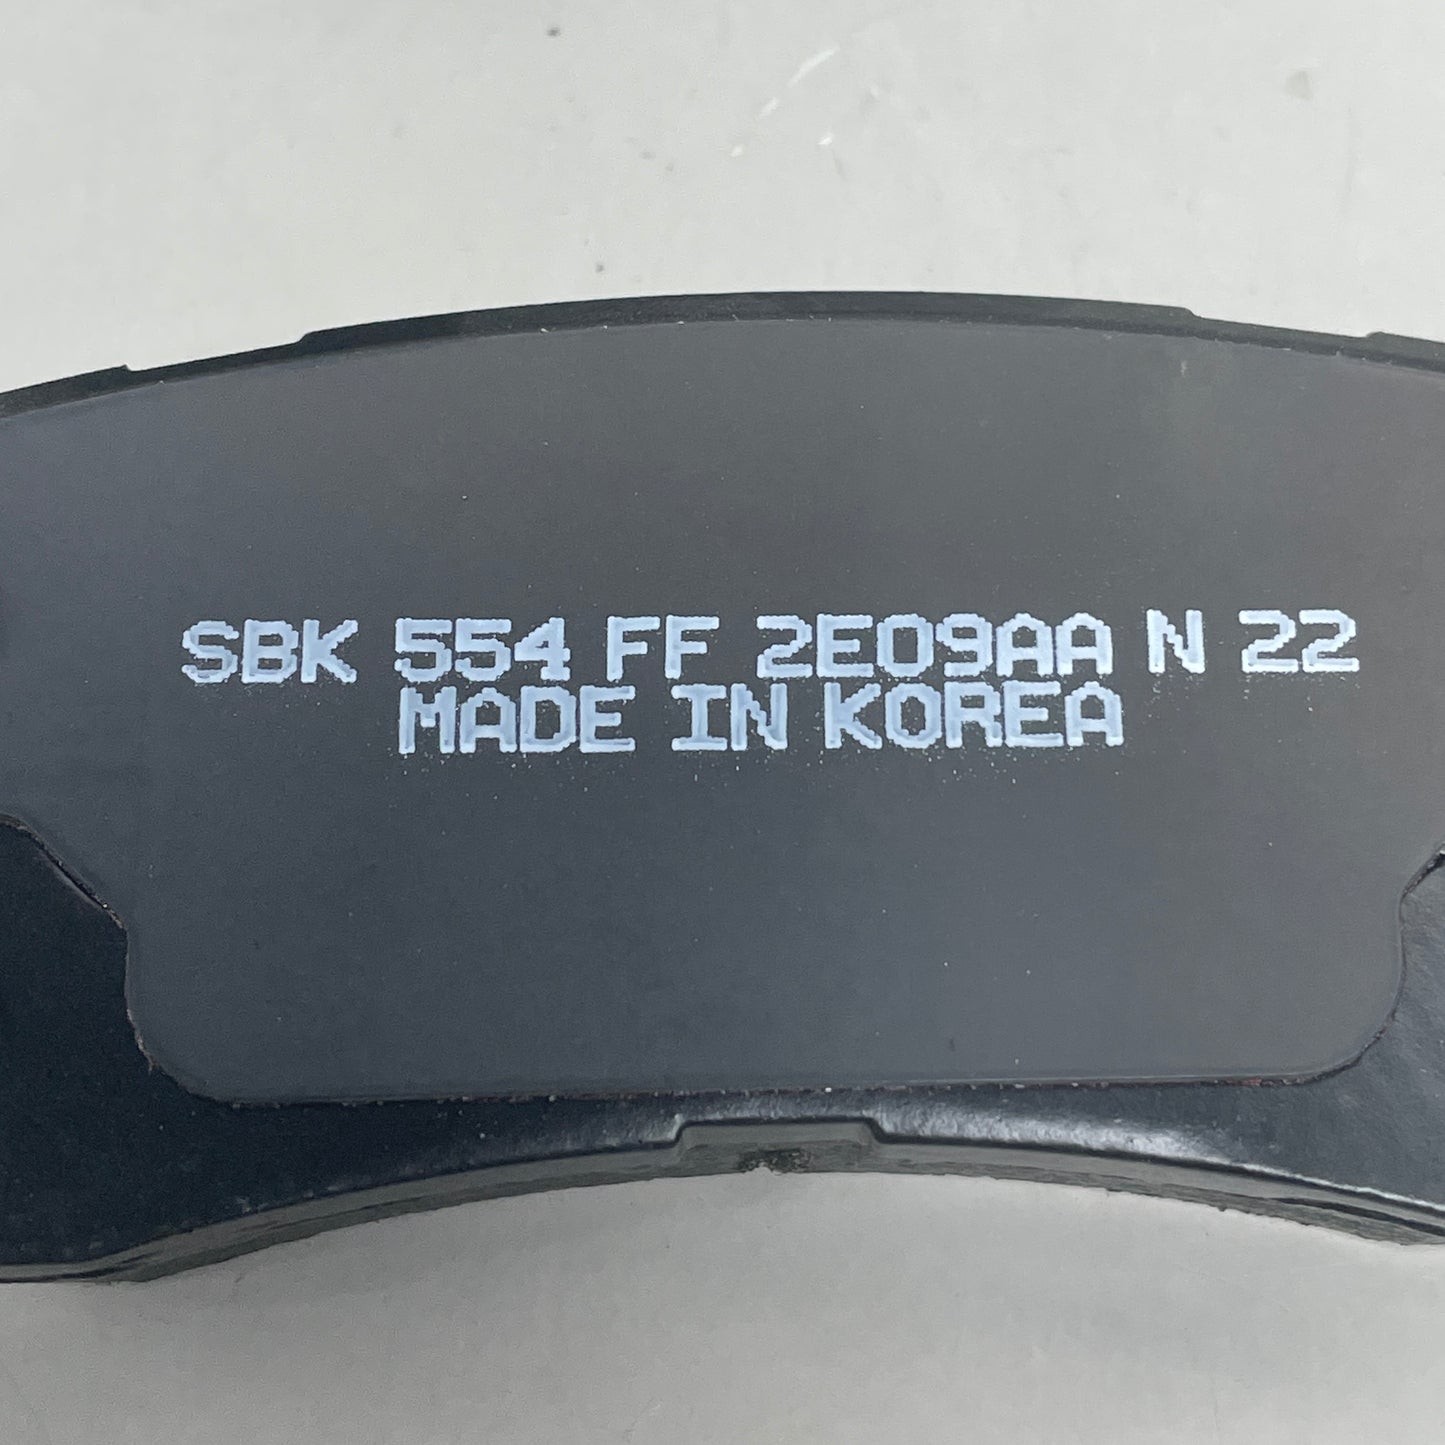 SBK 554 FF 2E09AA N 22
MADE IN KOREA